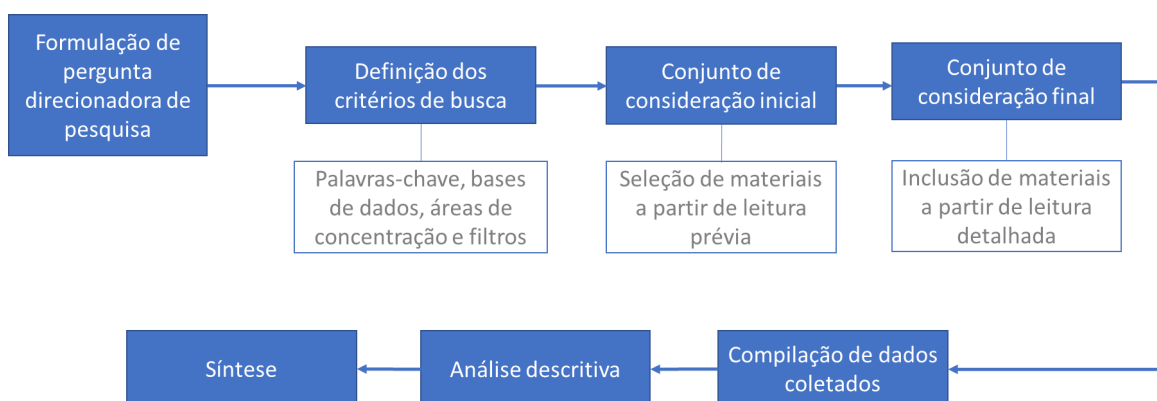 Formulação de
pergunta
direcionadora de
pesquisa
Definição dos
critérios de busca
Conjunto de
consideração inicial
Conjunto de
consideração final
Palavras-chave, bases
de dados, áreas de
concentração e filtros
Seleção de materiais
a partir de leitura
prévia
Inclusão de materiais
a partir de leitura
detalhada
Compilação de dados
coletados
Análise descritiva
Síntese